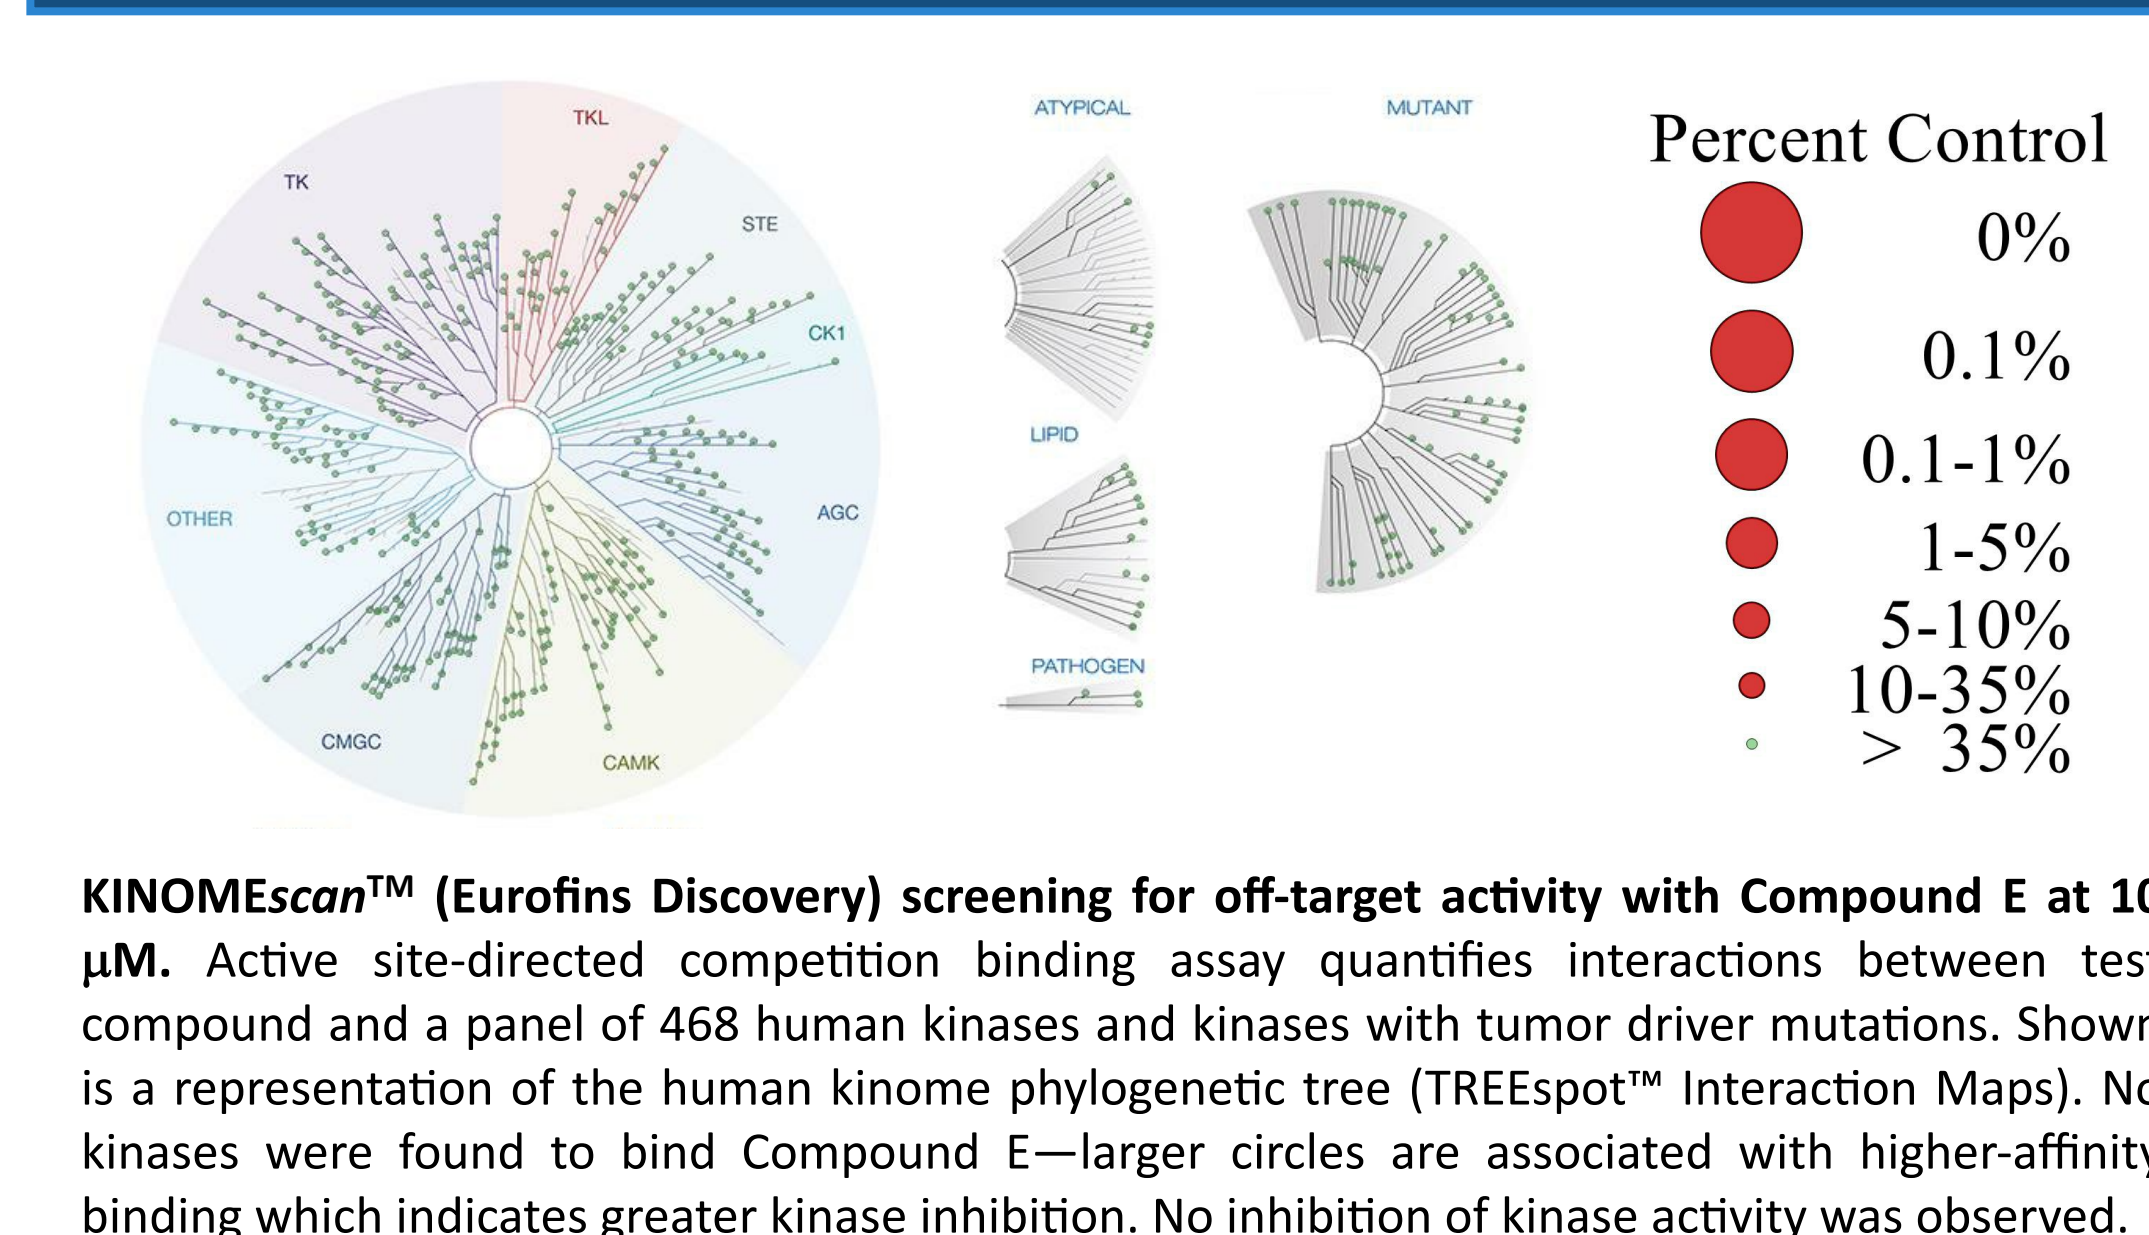 TKL
TK
STE
CK1
AGC
OTHER
CMGC
CAMK
ATYPICAL
MUTANT
LIPID
PATHOGEN
Percent Control
0%
0.1%
0.1-1%
1-5%
5-10%
10-35%
> 35%
KINOMEscan™ (Eurofins Discovery) screening for off-target activity with Compound E at 10
μM. Active site-directed competition binding assay quantifies interactions between test
compound and a panel of 468 human kinases and kinases with tumor driver mutations. Shown
is a representation of the human kinome phylogenetic tree (TREEspot™ Interaction Maps). No
kinases were found to bind Compound E—larger circles are associated with higher-affinity
binding which indicates greater kinase inhibition. No inhibition of kinase activity was observed.